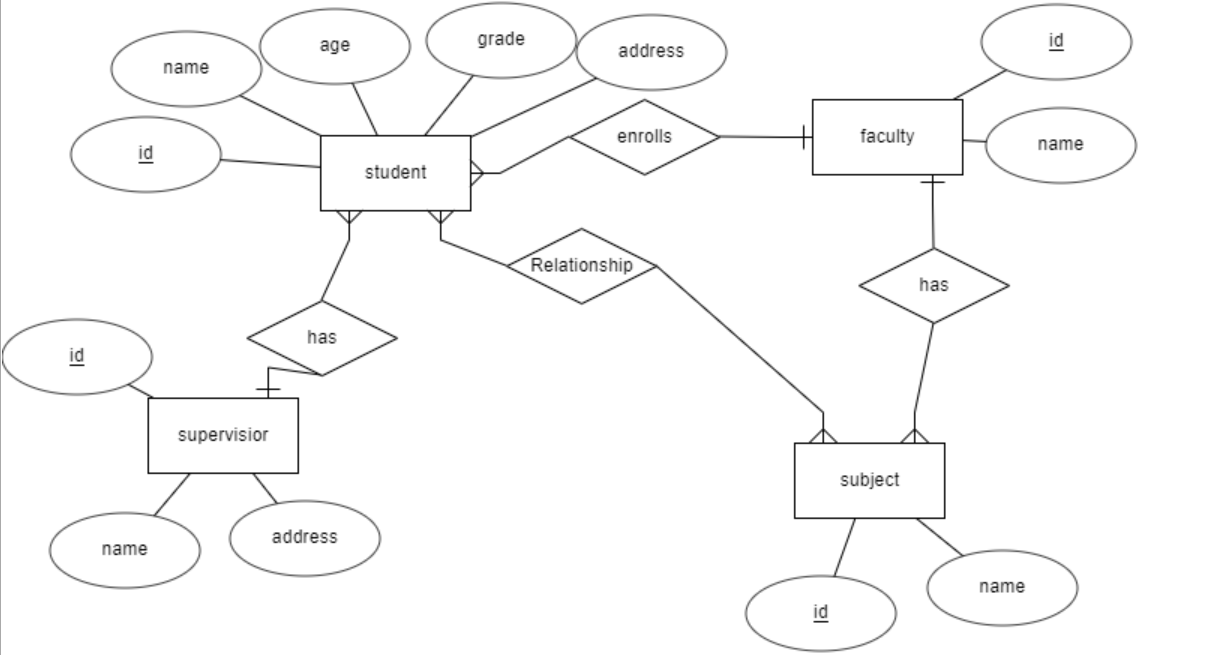 age
grade
address
name
id
id
name
student
enrolls
faculty
Relationship
has
has
id
supervisior
name
address
subject
id
name